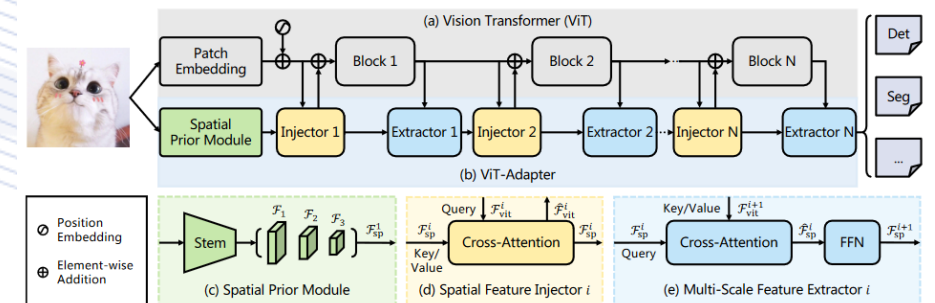 (a) Vision Transformer (ViT)
Patch
Embedding
Block 1
Block 2
...
Block N
Det
Seg
...
Spatial
Prior Module
Injector 1
Extractor 1
Injector 2
Extractor 2
...
Injector N
Extractor N
(b) ViT-Adapter
Position
Embedding
Element-wise
Addition
Stem
F₁
F₂
F₃
F¹sp
(c) Spatial Prior Module
Query
Fⁱvit
F̂ⁱvit
Fⁱsp
Cross-Attention
Fⁱsp
Key/
Value
(d) Spatial Feature Injector i
Key/Value
Fⁱ⁺¹vit
Fⁱsp
Query
Cross-Attention
F̂ⁱsp
FFN
Fⁱ⁺¹sp
(e) Multi-Scale Feature Extractor i